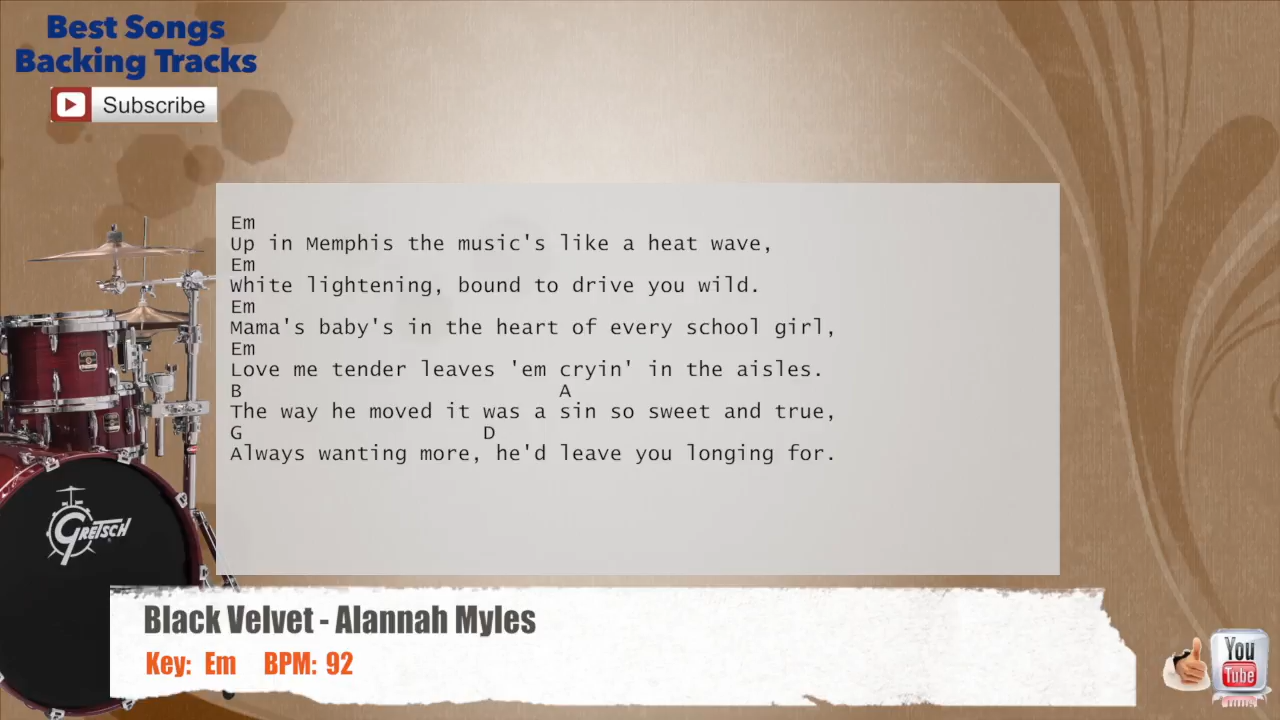 Best Songs
Backing Tracks
Subscribe
Em
Up in Memphis the music's like a heat wave,
Em
White lightening, bound to drive you wild.
Em
Mama's baby's in the heart of every school girl,
Em
Love me tender leaves 'em cryin' in the aisles.
B A
The way he moved it was a sin so sweet and true,
G D
Always wanting more, he'd leave you longing for.
GRETSCH
Black Velvet - Alannah Myles
Key: Em BPM: 92
You
Tube